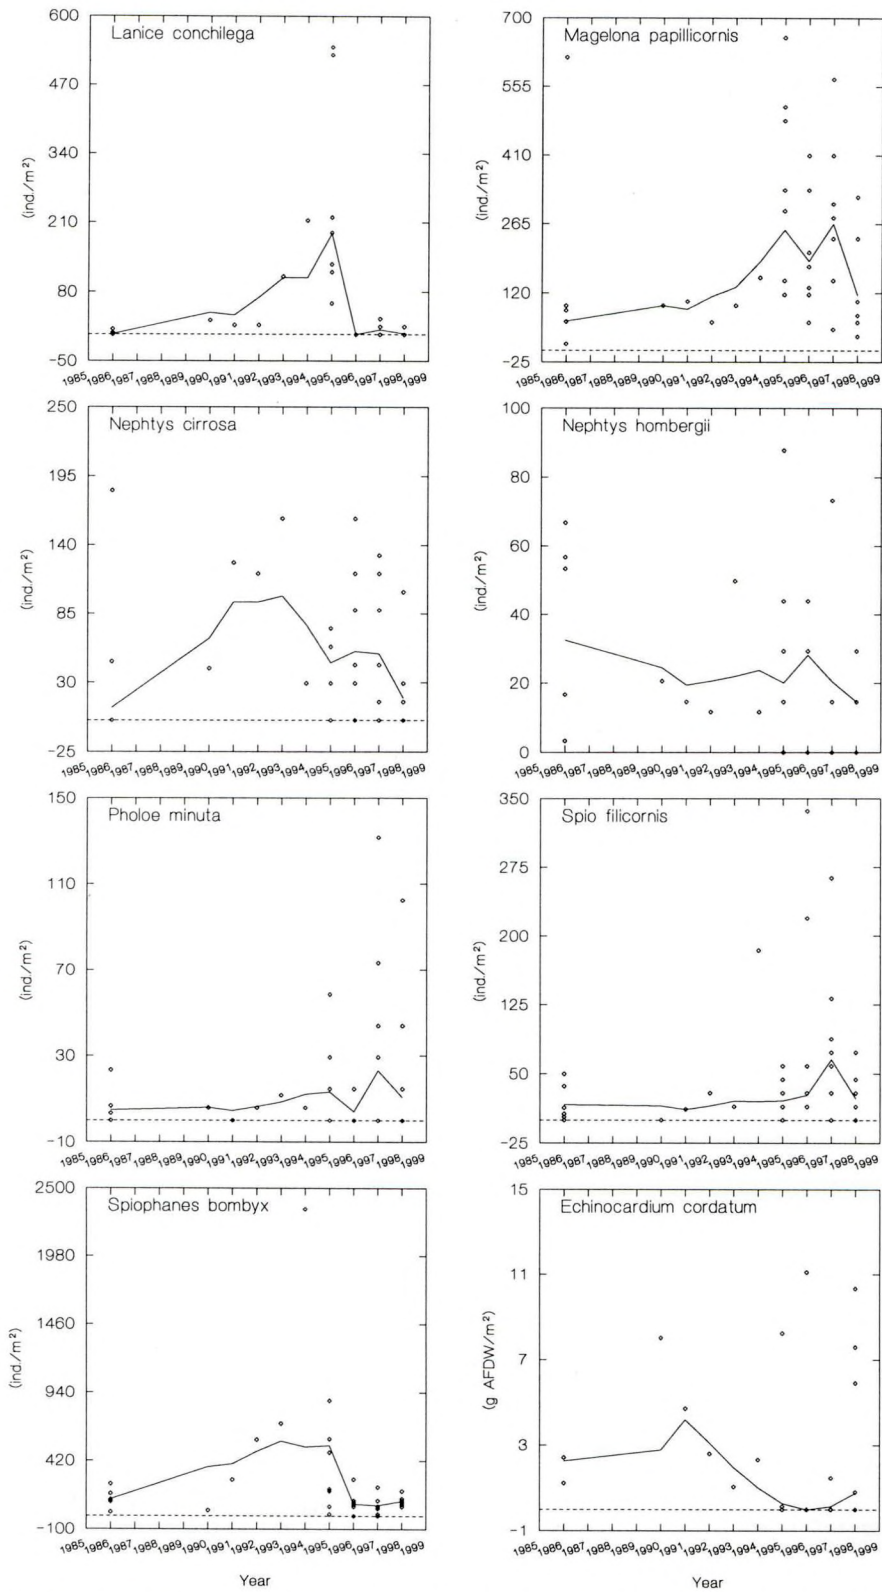 Lanice conchilega
600
470
340
210
80
-50
(ind./m²)
1985 1986 1987 1988 1989 1990 1991 1992 1993 1994 1995 1996 1997 1998 1999
Magelona papillicornis
700
555
410
265
120
-25
(ind./m²)
1985 1986 1987 1988 1989 1990 1991 1992 1993 1994 1995 1996 1997 1998 1999
Nephtys cirrosa
250
195
140
85
30
-25
(ind./m²)
1985 1986 1987 1988 1989 1990 1991 1992 1993 1994 1995 1996 1997 1998 1999
Nephtys hombergii
100
80
60
40
20
0
(ind./m²)
1985 1986 1987 1988 1989 1990 1991 1992 1993 1994 1995 1996 1997 1998 1999
Pholoe minuta
150
110
70
30
-10
(ind./m²)
1985 1986 1987 1988 1989 1990 1991 1992 1993 1994 1995 1996 1997 1998 1999
Spio filicornis
350
275
200
125
50
-25
(ind./m²)
1985 1986 1987 1988 1989 1990 1991 1992 1993 1994 1995 1996 1997 1998 1999
Spiophanes bombyx
2500
1980
1460
940
420
-100
(ind./m²)
1985 1986 1987 1988 1989 1990 1991 1992 1993 1994 1995 1996 1997 1998 1999
Year
Echinocardium cordatum
15
11
7
3
-1
(g AFDW/m²)
1985 1986 1987 1988 1989 1990 1991 1992 1993 1994 1995 1996 1997 1998 1999
Year